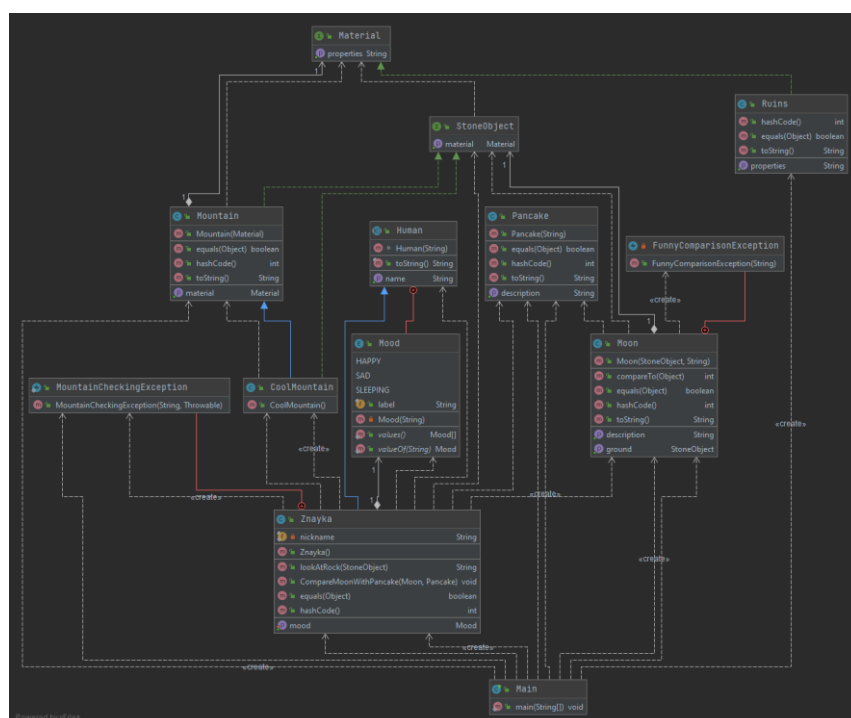 Material
properties String
Ruins
hashCode() int
equals(Object) boolean
toString() String
properties String
StoneObject
material Material
Mountain
Mountain(Material)
equals(Object) boolean
hashCode() int
toString() String
material Material
Human
Human(String)
toString() String
name String
Pancake
Pancake(String)
equals(Object) boolean
hashCode() int
toString() String
description String
FunnyComparisonException
FunnyComparisonException(String)
«create»
Mood
HAPPY
SAD
SLEEPING
label String
Mood(String)
values() Mood[]
valueOf(String) Mood
Moon
Moon(StoneObject, String)
compareTo(Object) int
equals(Object) boolean
hashCode() int
toString() String
description String
ground StoneObject
MountainCheckingException
MountainCheckingException(String, Throwable)
CoolMountain
CoolMountain()
«create»
«create»
«create»
«create»
Znayka
nickname String
Znayka()
lookAtRock(StoneObject) String
CompareMoonWithPancake(Moon, Pancake) void
equals(Object) boolean
hashCode() int
mood Mood
«create»
«create»
«create»
Main
main(String[]) void
1
1
1
1
1
1